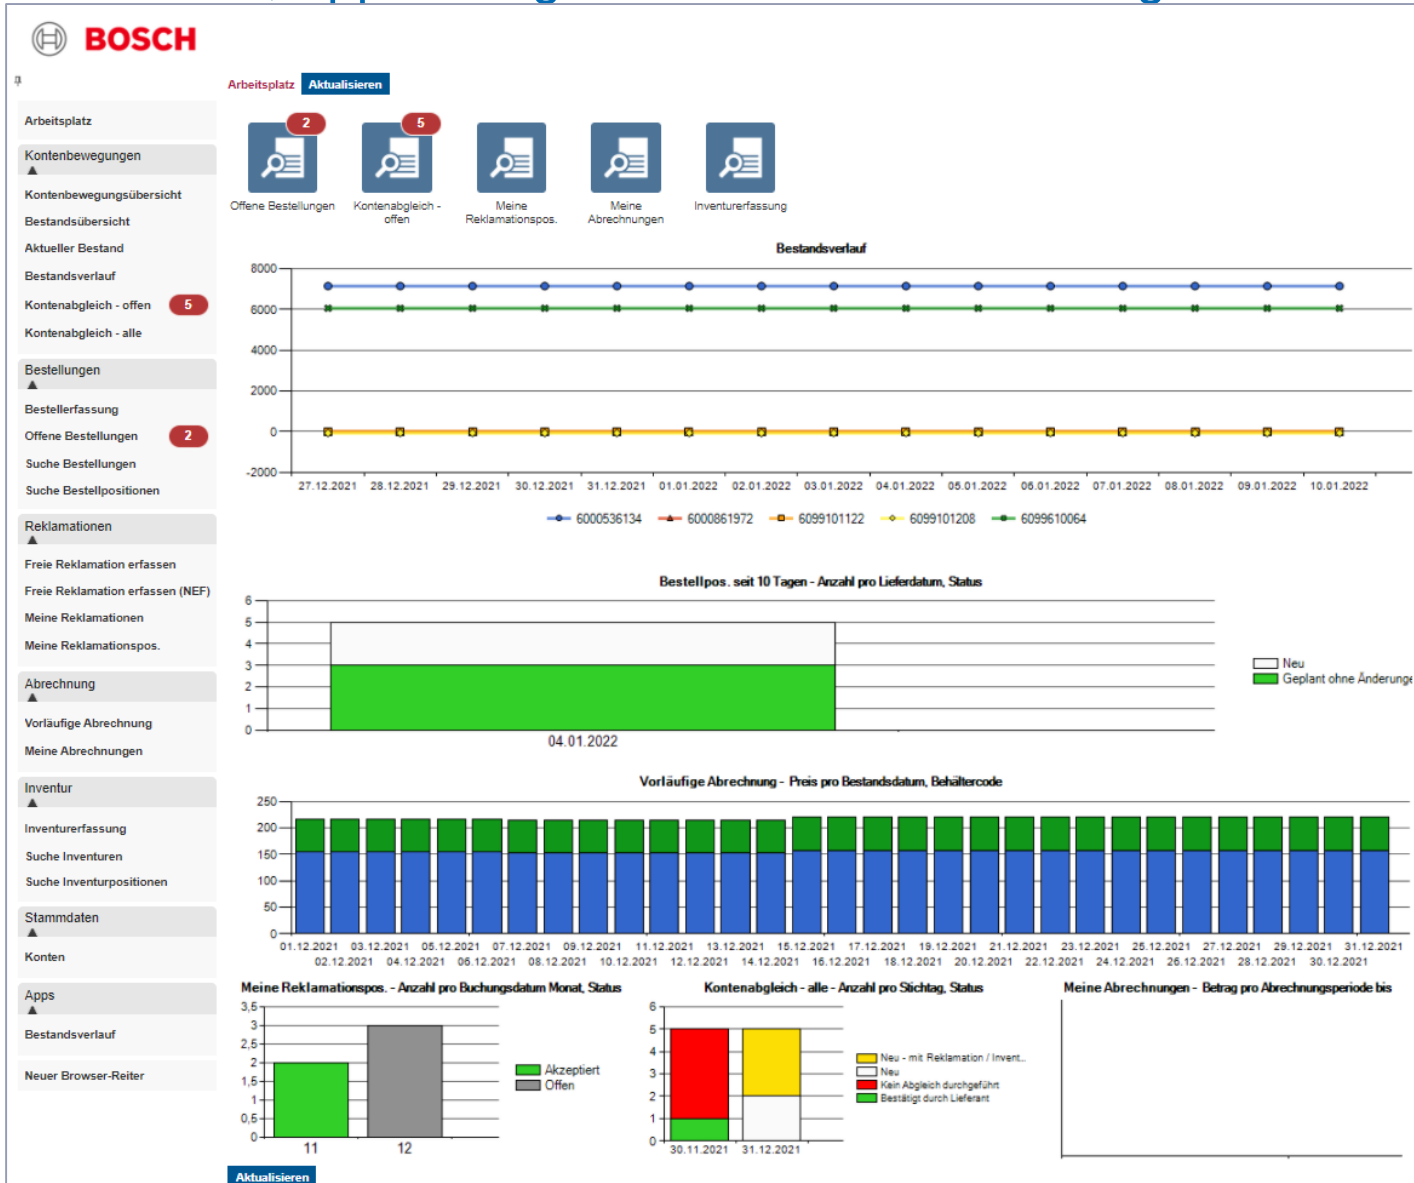 BOSCH
Arbeitsplatz Aktualisieren
Arbeitsplatz
Kontenbewegungen
Kontenbewegungsübersicht
Bestandsübersicht
Aktueller Bestand
Bestandsverlauf
Kontenabgleich - offen 5
Kontenabgleich - alle
Bestellungen
Bestellerfassung
Offene Bestellungen 2
Suche Bestellungen
Suche Bestellpositionen
Reklamationen
Freie Reklamation erfassen
Freie Reklamation erfassen (NEF)
Meine Reklamationen
Meine Reklamationspos.
Abrechnung
Vorläufige Abrechnung
Meine Abrechnungen
Inventur
Inventurerfassung
Suche Inventuren
Suche Inventurpositionen
Stammdaten
Konten
Apps
Bestandsverlauf
Neuer Browser-Reiter
2 5
Offene Bestellungen
Kontenabgleich -
offen
Meine
Reklamationspos.
Meine
Abrechnungen
Inventurerfassung
Bestandsverlauf
8000
6000
4000
2000
0
-2000
27.12.2021 28.12.2021 29.12.2021 30.12.2021 31.12.2021 01.01.2022 02.01.2022 03.01.2022 04.01.2022 05.01.2022 06.01.2022 07.01.2022 08.01.2022 09.01.2022 10.01.2022
6000536134 6000861972 6099101122 6099101208 6099610064
Bestellpos. seit 10 Tagen - Anzahl pro Lieferdatum, Status
6
5
4
3
2
1
0
04.01.2022
Neu
Geplant ohne Änderunge
Vorläufige Abrechnung - Preis pro Bestandsdatum, Behältercode
250
200
150
100
50
0
01.12.2021 03.12.2021 05.12.2021 07.12.2021 09.12.2021 11.12.2021 13.12.2021 15.12.2021 17.12.2021 19.12.2021 21.12.2021 23.12.2021 25.12.2021 27.12.2021 29.12.2021 31.12.2021
02.12.2021 04.12.2021 06.12.2021 08.12.2021 10.12.2021 12.12.2021 14.12.2021 16.12.2021 18.12.2021 20.12.2021 22.12.2021 24.12.2021 26.12.2021 28.12.2021 30.12.2021
Meine Reklamationspos. - Anzahl pro Buchungsdatum Monat, Status
3,5
3
2,5
2
1,5
1
0,5
0
11 12
Akzeptiert
Offen
Kontenabgleich - alle - Anzahl pro Stichtag, Status
6
5
4
3
2
1
0
30.11.2021 31.12.2021
Neu - mit Reklamation / Invent..
Neu
Kein Abgleich durchgeführt
Bestätigt durch Lieferant
Meine Abrechnungen - Betrag pro Abrechnungsperiode bis
Aktualisieren